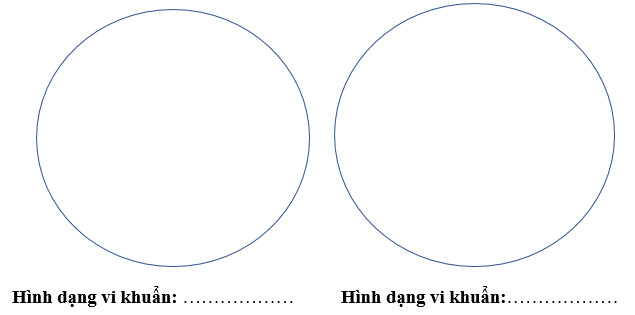 Hình dạng vi khuẩn: ………………
Hình dạng vi khuẩn:………………